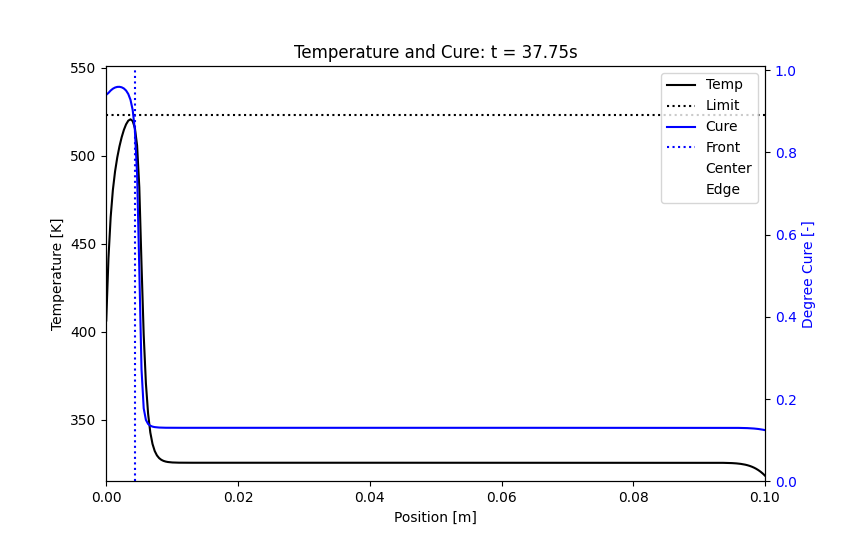 Temperature and Cure: t = 37.75s
550
500
450
400
350
Temperature [K]
1.0
0.8
0.6
0.4
0.2
0.0
Degree Cure [-]
Temp
Limit
Cure
Front
Center
Edge
0.00 0.02 0.04 0.06 0.08 0.10
Position [m]